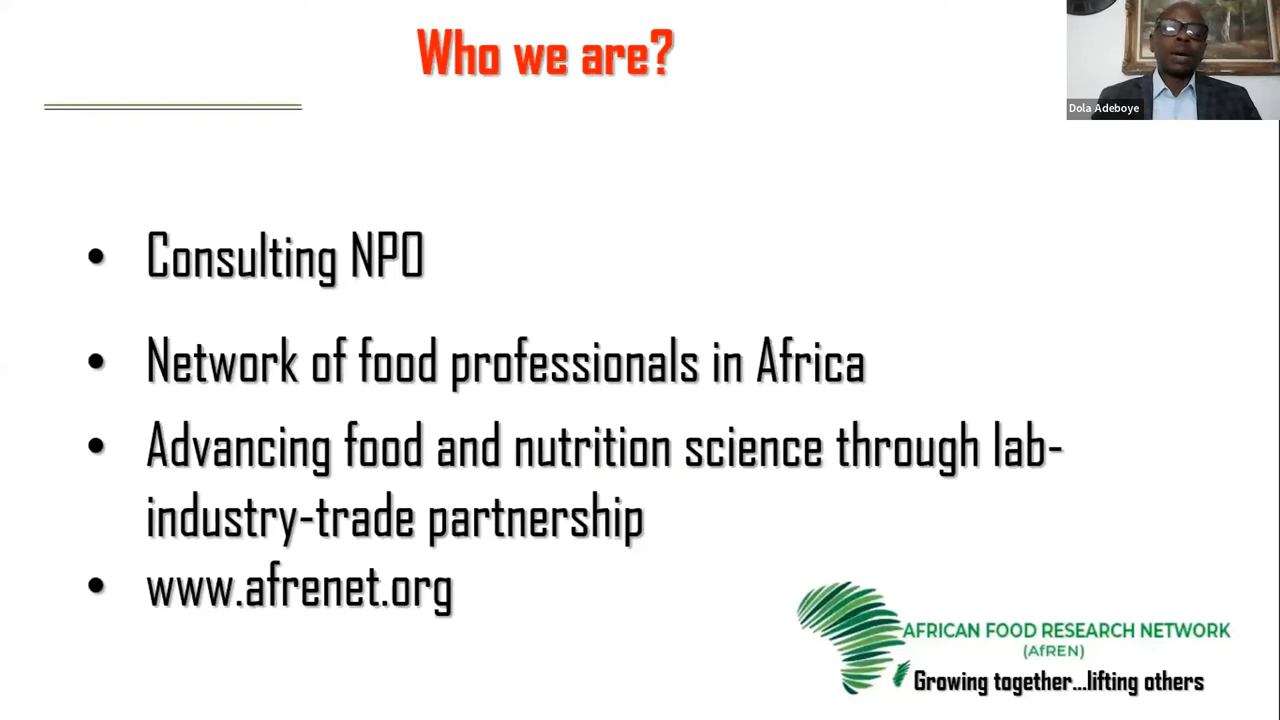 Who we are?
Dola Adeboye
• Consulting NPO
• Network of food professionals in Africa
• Advancing food and nutrition science through lab-
industry-trade partnership
• www.afrenet.org
AFRICAN FOOD RESEARCH NETWORK
(AfREN)
Growing together...lifting others